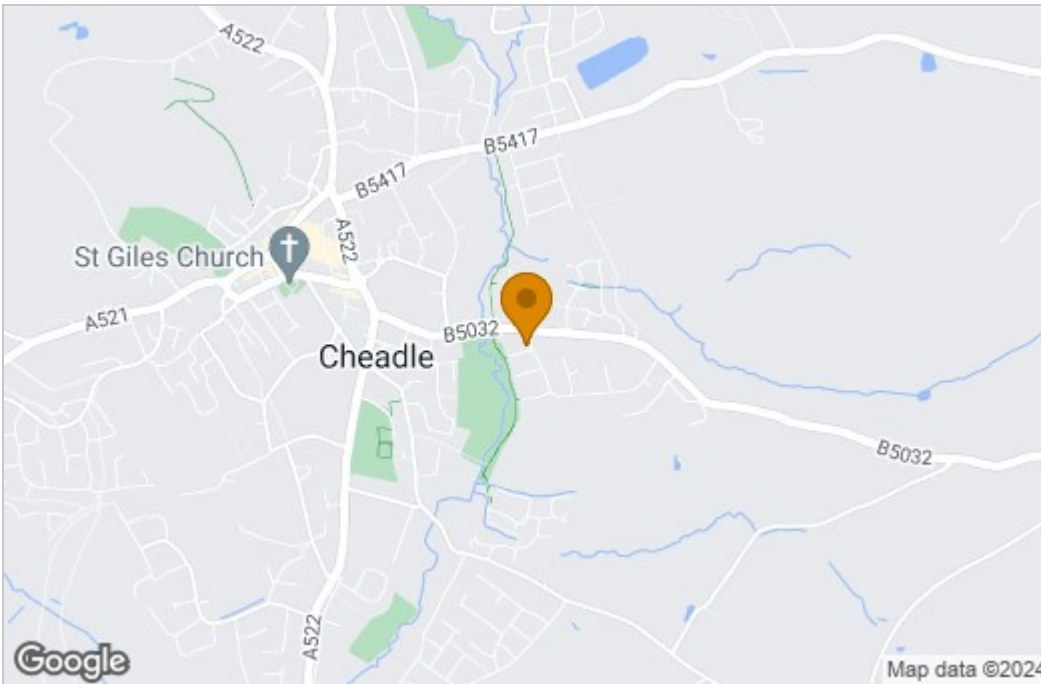 A522
B5417
B5417
A522
St Giles Church
A521
B5032
Cheadle
B5032
A522
Google
Map data ©2024